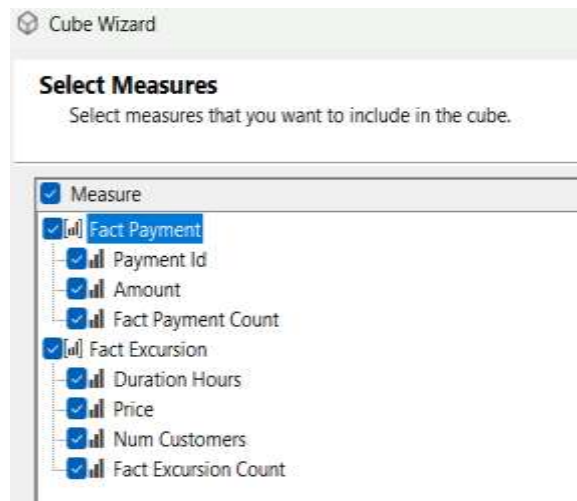 Cube Wizard
Select Measures
Select measures that you want to include in the cube.
Measure
Fact Payment
Payment Id
Amount
Fact Payment Count
Fact Excursion
Duration Hours
Price
Num Customers
Fact Excursion Count